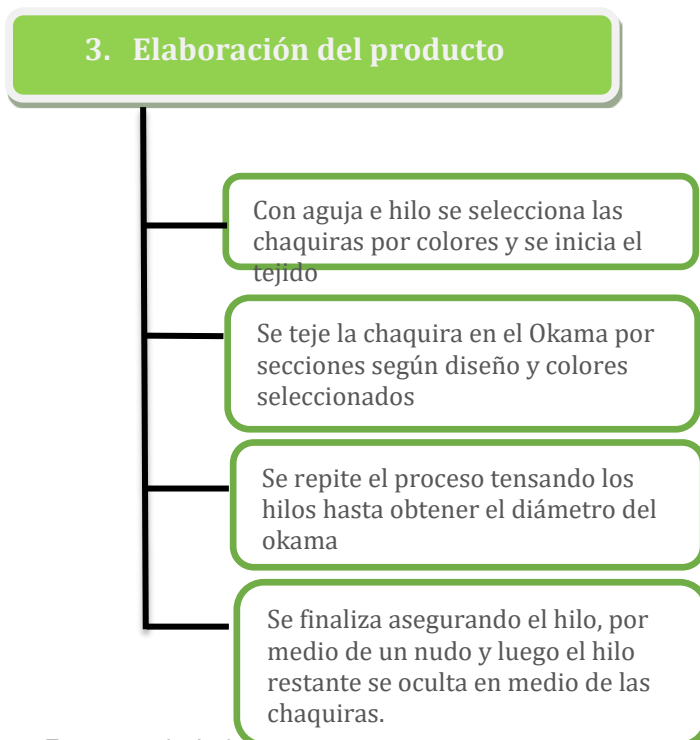 3. Elaboración del producto
Con aguja e hilo se selecciona las
chaquiras por colores y se inicia el
tejido
Se teje la chaquira en el Okama por
secciones según diseño y colores
seleccionados
Se repite el proceso tensando los
hilos hasta obtener el diámetro del
okama
Se finaliza asegurando el hilo, por
medio de un nudo y luego el hilo
restante se oculta en medio de las
chaquiras.